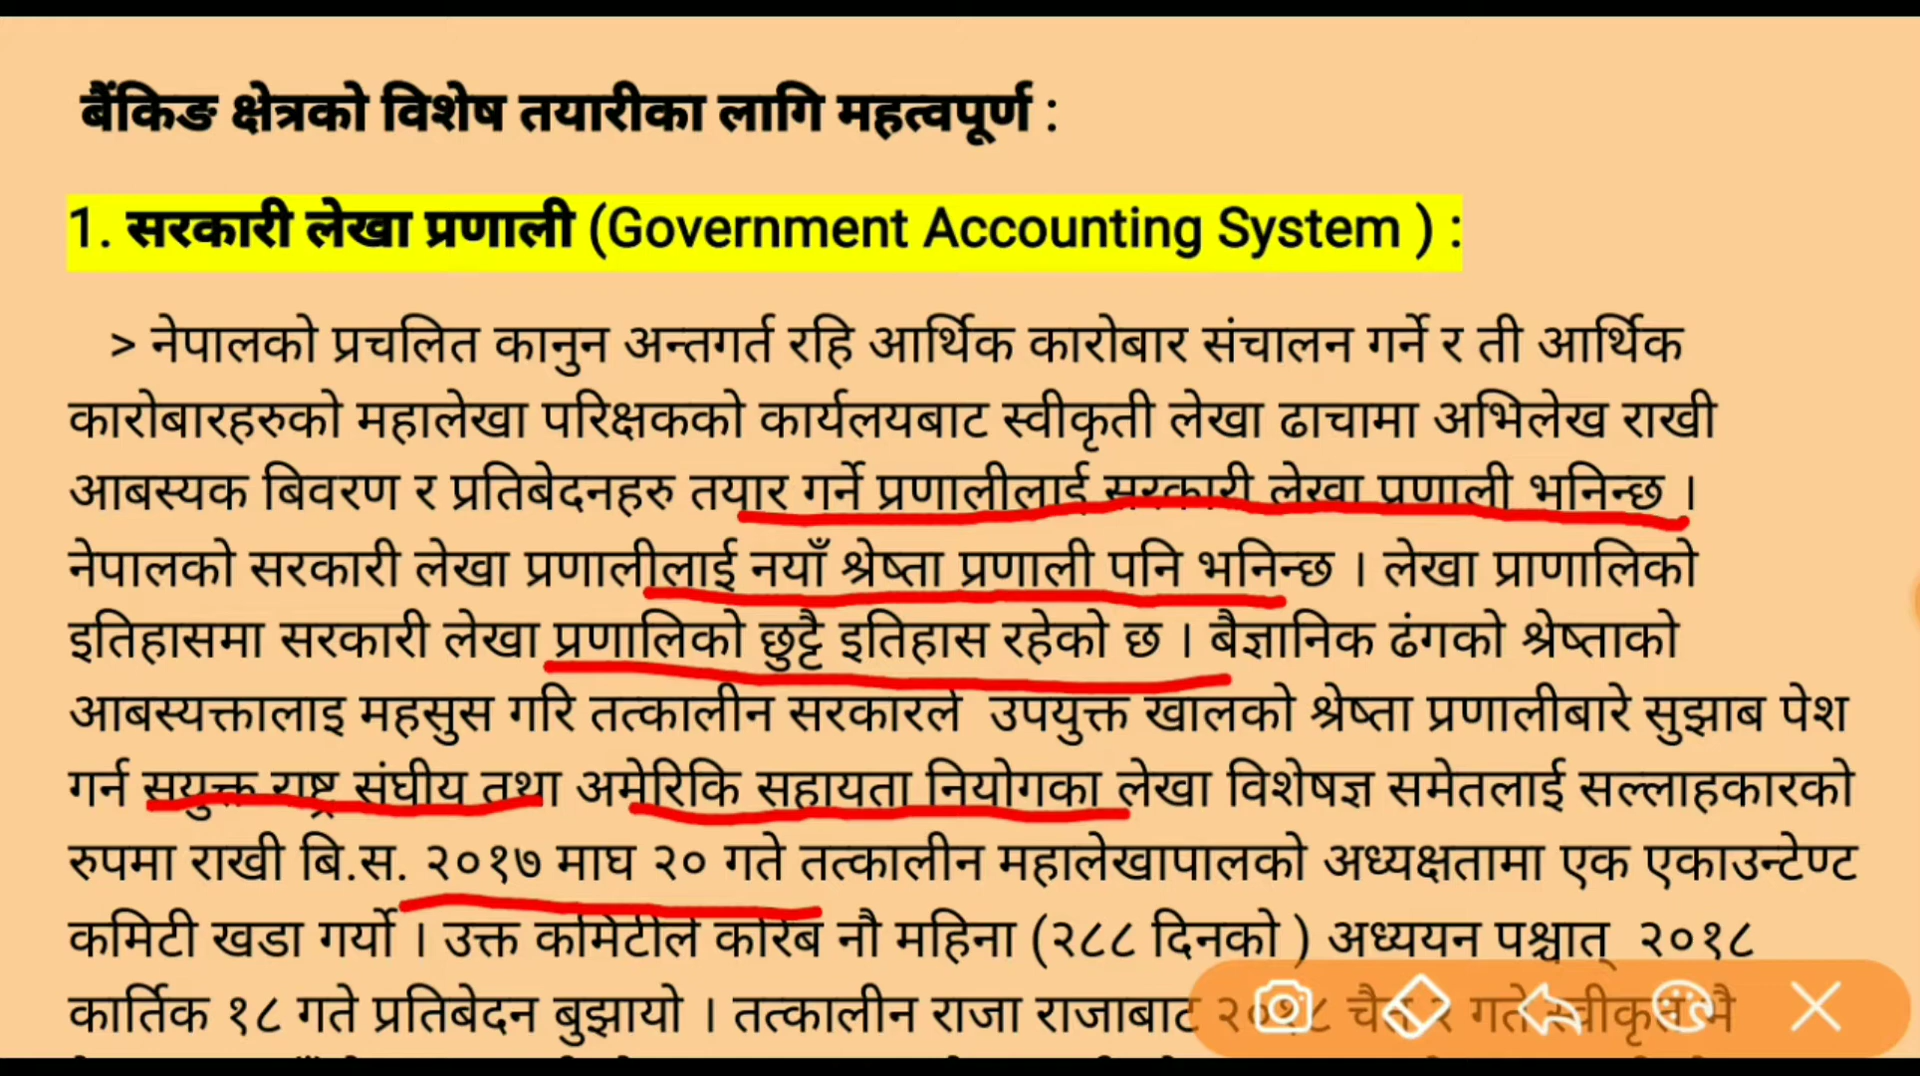 बैंकिङ क्षेत्रको विशेष तयारीका लागि महत्वपूर्ण :
1. सरकारी लेखा प्रणाली (Government Accounting System ) :
> नेपालको प्रचलित कानुन अन्तगर्त रहि आर्थिक कारोबार संचालन गर्ने र ती आर्थिक
कारोबारहरुको महालेखा परिक्षकको कार्यलयबाट स्वीकृती लेखा ढाचामा अभिलेख राखी
आबस्यक बिवरण र प्रतिबेदनहरु तयार गर्ने प्रणालीलाई सरकारी लेखा प्रणाली भनिन्छ ।
नेपालको सरकारी लेखा प्रणालीलाई नयाँ श्रेष्ता प्रणाली पनि भनिन्छ । लेखा प्राणालिको
इतिहासमा सरकारी लेखा प्रणालिको छुट्टै इतिहास रहेको छ । बैज्ञानिक ढंगको श्रेष्ताको
आबस्यक्तालाइ महसुस गरि तत्कालीन सरकारले उपयुक्त खालको श्रेष्ता प्रणालीबारे सुझाब पेश
गर्न सयुक्त राष्ट्र संघीय तथा अमेरिकि सहायता नियोगका लेखा विशेषज्ञ समेतलाई सल्लाहकारको
रुपमा राखी बि.स. २०१७ माघ २० गते तत्कालीन महालेखापालको अध्यक्षतामा एक एकाउन्टेण्ट
कमिटी खडा गर्यो । उक्त कमिटीले करिब नौ महिना (२८८ दिनको ) अध्ययन पश्चात् २०१८
कार्तिक १८ गते प्रतिबेदन बुझायो । तत्कालीन राजा राजाबाट २०१८ चैत २ गते स्वीकृत भै